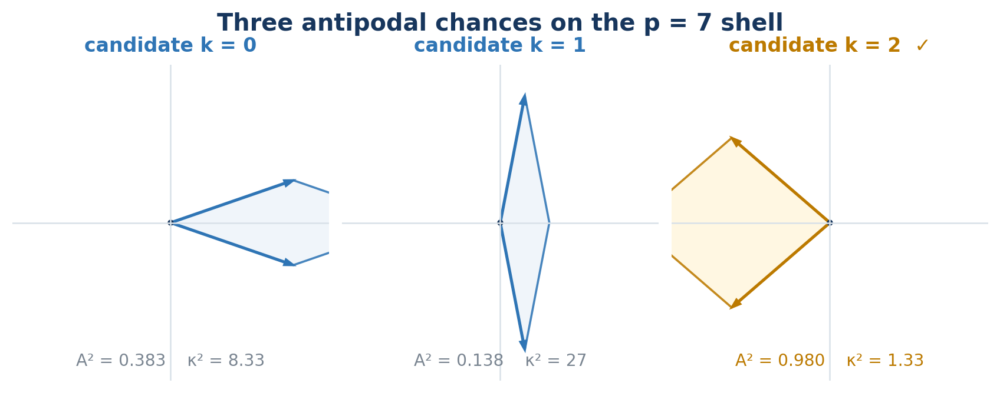 Three antipodal chances on the p = 7 shell
candidate k = 0
candidate k = 1
candidate k = 2 ✓
A² = 0.383 κ² = 8.33
A² = 0.138 κ² = 27
A² = 0.980 κ² = 1.33